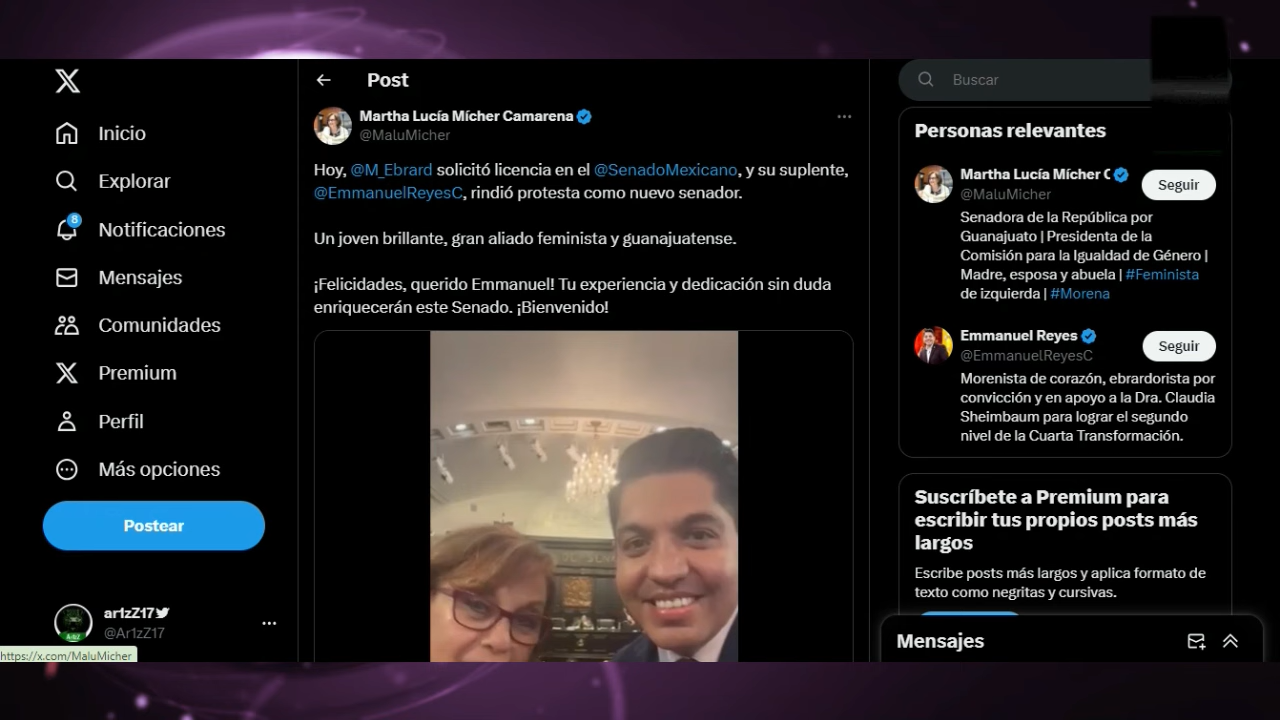 Inicio
Explorar
8
Notificaciones
Mensajes
Comunidades
Premium
Perfil
Más opciones
Postear
ar1zZ17
@Ar1zZ17
https://x.com/MaluMicher
Post
Martha Lucía Mícher Camarena
@MaluMicher
Hoy, @M_Ebrard solicitó licencia en el @SenadoMexicano, y su suplente,
@EmmanuelReyesC, rindió protesta como nuevo senador.
Un joven brillante, gran aliado feminista y guanajuatense.
¡Felicidades, querido Emmanuel! Tu experiencia y dedicación sin duda
enriquecerán este Senado. ¡Bienvenido!
Buscar
Personas relevantes
Martha Lucía Mícher C
@MaluMicher
Seguir
Senadora de la República por
Guanajuato | Presidenta de la
Comisión para la Igualdad de Género |
Madre, esposa y abuela | #Feminista
de izquierda | #Morena
Emmanuel Reyes
@EmmanuelReyesC
Seguir
Morenista de corazón, ebrardorista por
convicción y en apoyo a la Dra. Claudia
Sheimbaum para lograr el segundo
nivel de la Cuarta Transformación.
Suscríbete a Premium para
escribir tus propios posts más
largos
Escribe posts más largos y aplica formato de
texto como negritas y cursivas.
Mensajes